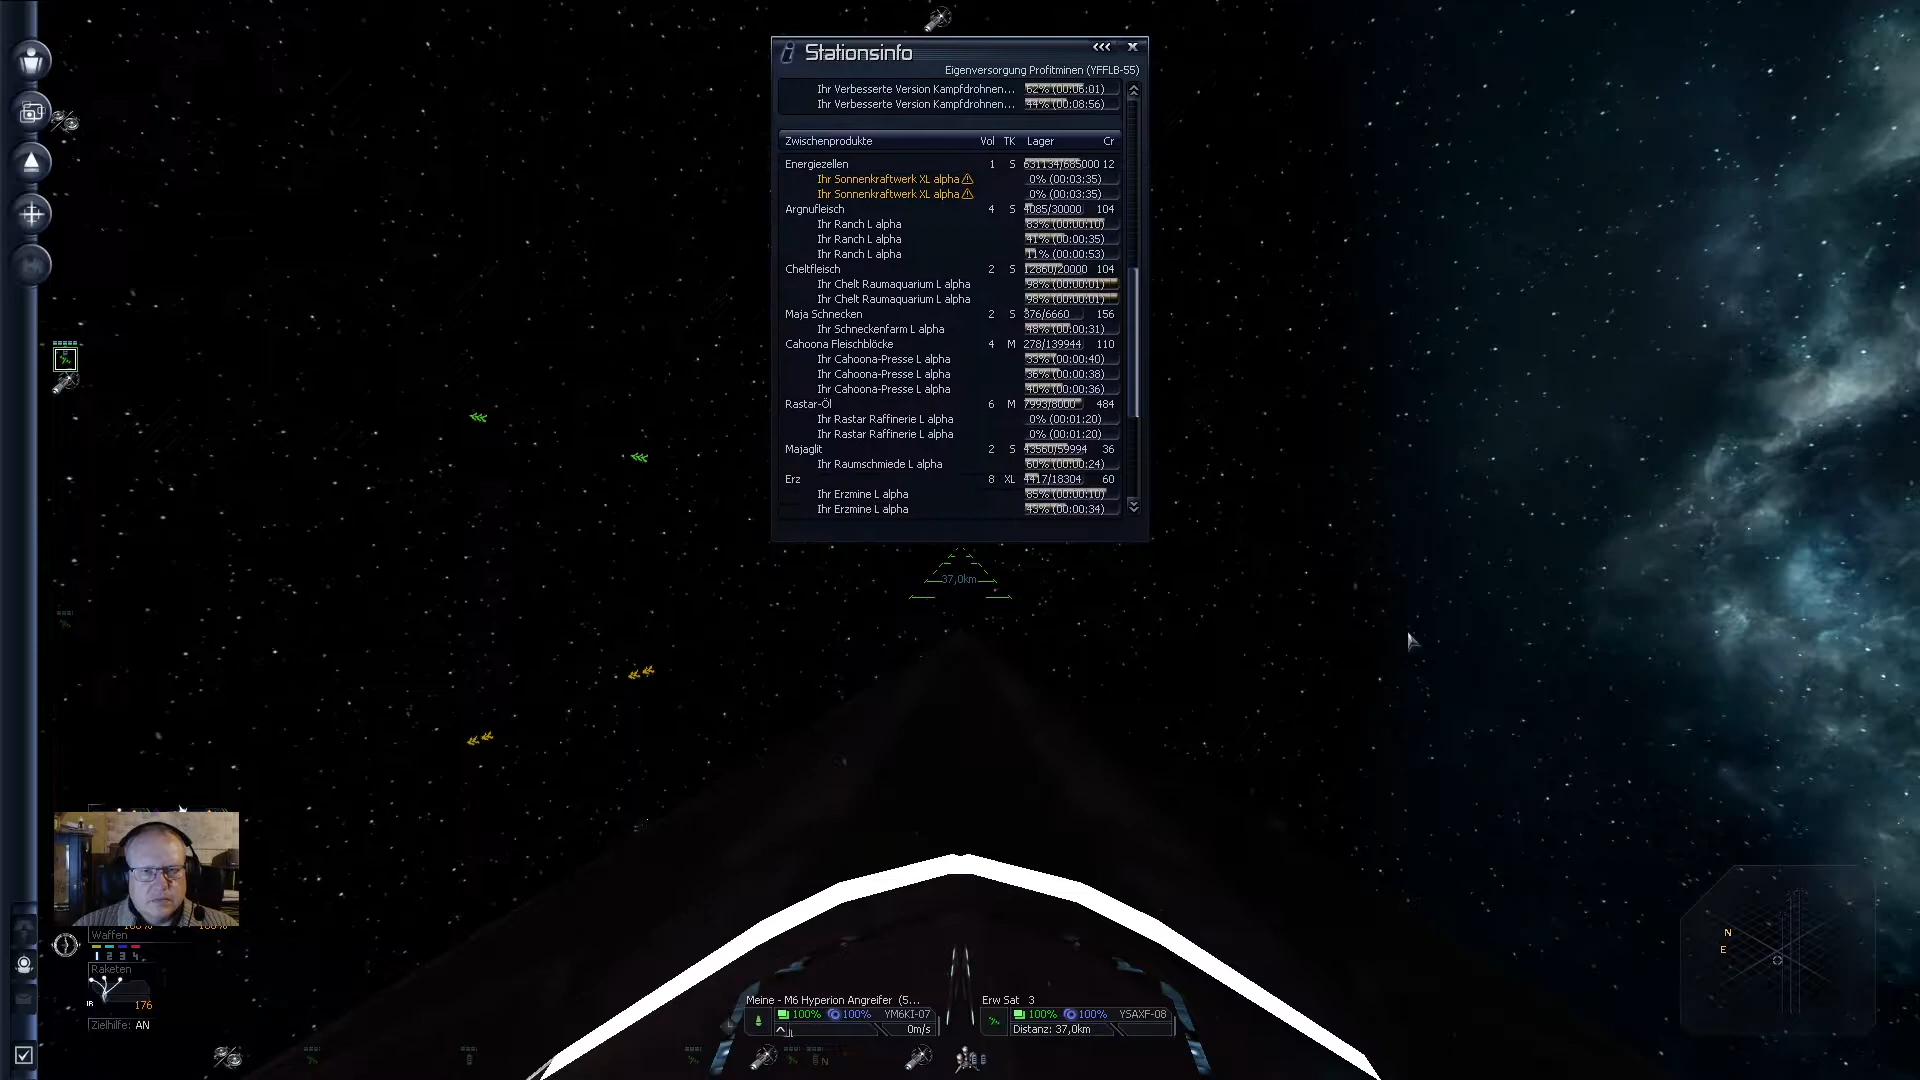 Stationsinfo
Eigenversorgung Profitminen (YFFLB-55)
Ihr Verbesserte Version Kampfdrohnen... 62% (00:06:01)
Ihr Verbesserte Version Kampfdrohnen... 44% (00:08:56)
Zwischenprodukte Vol TK Lager Cr
Energiezellen 1 S 631134/685000 12
Ihr Sonnenkraftwerk XL alpha 0% (00:03:35)
Ihr Sonnenkraftwerk XL alpha 0% (00:03:35)
Argnufleisch 4 S 4085/30000 104
Ihr Ranch L alpha 83% (00:00:10)
Ihr Ranch L alpha 41% (00:00:35)
Ihr Ranch L alpha 11% (00:00:53)
Cheltfleisch 2 S 12860/20000 104
Ihr Chelt Raumaquarium L alpha 98% (00:00:01)
Ihr Chelt Raumaquarium L alpha 98% (00:00:01)
Maja Schnecken 2 S 376/6660 156
Ihr Schneckenfarm L alpha 48% (00:00:31)
Cahoona Fleischblöcke 4 M 278/139944 110
Ihr Cahoona-Presse L alpha 33% (00:00:40)
Ihr Cahoona-Presse L alpha 36% (00:00:38)
Ihr Cahoona-Presse L alpha 40% (00:00:36)
Rastar-Öl 6 M 7993/8000 484
Ihr Rastar Raffinerie L alpha 0% (00:01:20)
Ihr Rastar Raffinerie L alpha 0% (00:01:20)
Majaglit 2 S 43560/59994 36
Ihr Raumschmiede L alpha 60% (00:00:24)
Erz 8 XL 4417/18304 60
Ihr Erzmine L alpha 85% (00:00:10)
Ihr Erzmine L alpha 43% (00:00:34)
37,0km
Waffen
1 2 3 4
Raketen
IR 176
Zielhilfe: AN
Meine - M6 Hyperion Angreifer (5...
100% 100% YM6KI-07
0m/s
Erw Sat 3
100% 100% YSAXF-08
Distanz: 37,0km
N
E
N